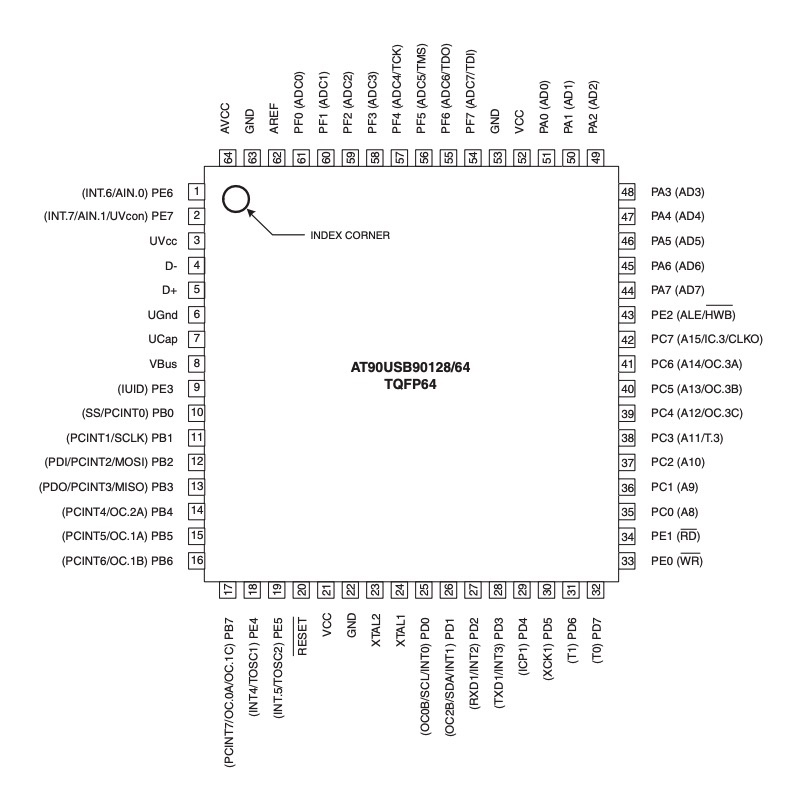 AVCC
GND
AREF
PF0 (ADC0)
PF1 (ADC1)
PF2 (ADC2)
PF3 (ADC3)
PF4 (ADC4/TCK)
PF5 (ADC5/TMS)
PF6 (ADC6/TDO)
PF7 (ADC7/TDI)
GND
VCC
PA0 (AD0)
PA1 (AD1)
PA2 (AD2)
64
63
62
61
60
59
58
57
56
55
54
53
52
51
50
49
(INT.6/AIN.0) PE6 1
(INT.7/AIN.1/UVcon) PE7 2
UVcc 3
D- 4
D+ 5
UGnd 6
UCap 7
VBus 8
(IUID) PE3 9
(SS/PCINT0) PB0 10
(PCINT1/SCLK) PB1 11
(PDI/PCINT2/MOSI) PB2 12
(PDO/PCINT3/MISO) PB3 13
(PCINT4/OC.2A) PB4 14
(PCINT5/OC.1A) PB5 15
(PCINT6/OC.1B) PB6 16
INDEX CORNER
AT90USB90128/64
TQFP64
48 PA3 (AD3)
47 PA4 (AD4)
46 PA5 (AD5)
45 PA6 (AD6)
44 PA7 (AD7)
43 PE2 (ALE/HWB)
42 PC7 (A15/IC.3/CLKO)
41 PC6 (A14/OC.3A)
40 PC5 (A13/OC.3B)
39 PC4 (A12/OC.3C)
38 PC3 (A11/T.3)
37 PC2 (A10)
36 PC1 (A9)
35 PC0 (A8)
34 PE1 (RD)
33 PE0 (WR)
17
18
19
20
21
22
23
24
25
26
27
28
29
30
31
32
(PCINT7/OC.0A/OC.1C) PB7
(INT4/TOSC1) PE4
(INT.5/TOSC2) PE5
RESET
VCC
GND
XTAL2
XTAL1
(OC0B/SCL/INT0) PD0
(OC2B/SDA/INT1) PD1
(RXD1/INT2) PD2
(TXD1/INT3) PD3
(ICP1) PD4
(XCK1) PD5
(T1) PD6
(T0) PD7